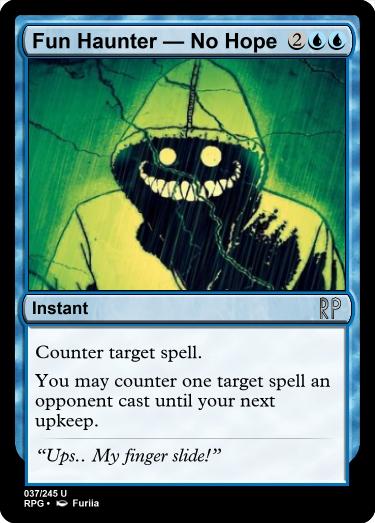 Fun Haunter — No Hope 2
Instant RP
Counter target spell.
You may counter one target spell an
opponent cast until your next
upkeep.
“Ups.. My finger slide!”
037/245 U
RPG • Furiia